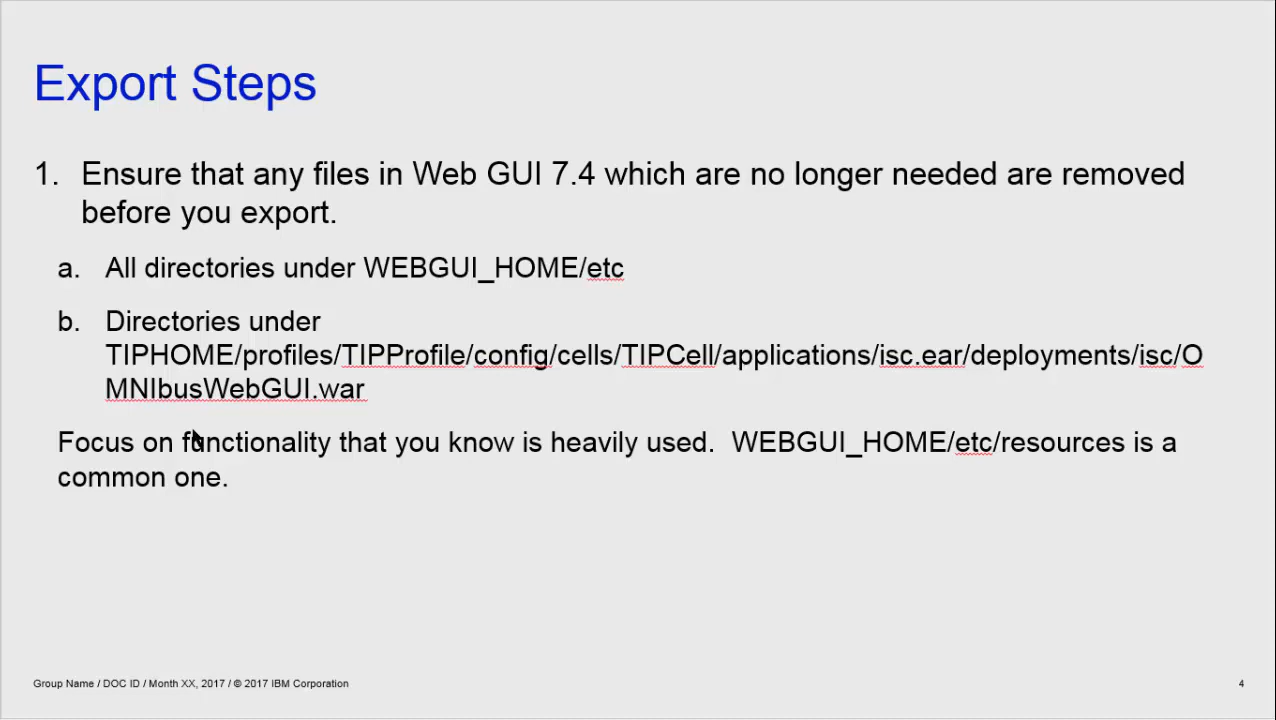 Export Steps
1. Ensure that any files in Web GUI 7.4 which are no longer needed are removed
before you export.
a. All directories under WEBGUI_HOME/etc
b. Directories under
TIPHOME/profiles/TIPProfile/config/cells/TIPCell/applications/isc.ear/deployments/isc/O
MNIbusWebGUI.war
Focus on functionality that you know is heavily used. WEBGUI_HOME/etc/resources is a
common one.
Group Name / DOC ID / Month XX, 2017 / © 2017 IBM Corporation
4